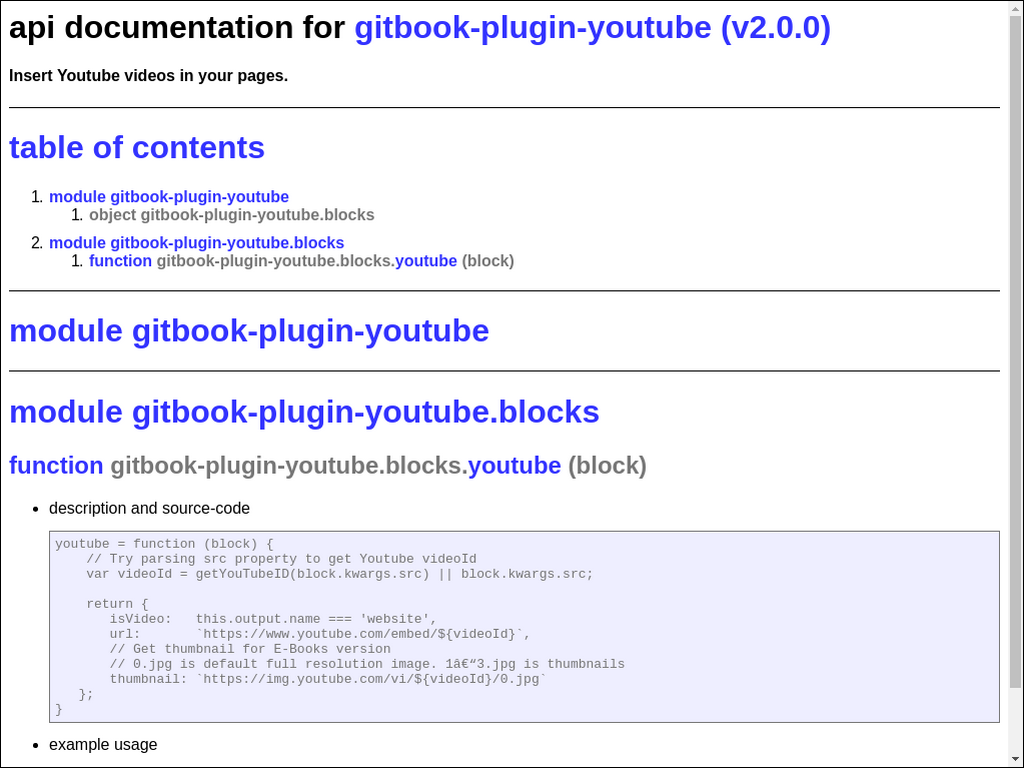 api documentation for gitbook-plugin-youtube (v2.0.0)
Insert Youtube videos in your pages.
table of contents
1. module gitbook-plugin-youtube
1. object gitbook-plugin-youtube.blocks
2. module gitbook-plugin-youtube.blocks
1. function gitbook-plugin-youtube.blocks.youtube (block)
module gitbook-plugin-youtube
module gitbook-plugin-youtube.blocks
function gitbook-plugin-youtube.blocks.youtube (block)
• description and source-code
youtube = function (block) {
    // Try parsing src property to get Youtube videoId
    var videoId = getYouTubeID(block.kwargs.src) || block.kwargs.src;
    return {
       isVideo:   this.output.name === 'website',
       url:       `https://www.youtube.com/embed/${videoId}`,
       // Get thumbnail for E-Books version
       // 0.jpg is default full resolution image. 1â€“3.jpg is thumbnails
       thumbnail: `https://img.youtube.com/vi/${videoId}/0.jpg`
   };
}
• example usage